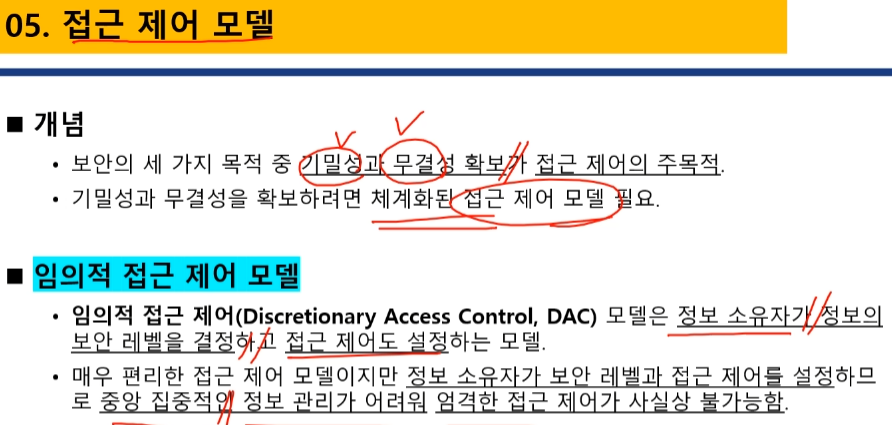 05. 접근 제어 모델
■ 개념
• 보안의 세 가지 목적 중 기밀성과 무결성 확보가 접근 제어의 주목적.
• 기밀성과 무결성을 확보하려면 체계화된 접근 제어 모델 필요.
■ 임의적 접근 제어 모델
• 임의적 접근 제어(Discretionary Access Control, DAC) 모델은 정보 소유자가 정보의
보안 레벨을 결정하고 접근 제어도 설정하는 모델.
• 매우 편리한 접근 제어 모델이지만 정보 소유자가 보안 레벨과 접근 제어를 설정하므
로 중앙 집중적인 정보 관리가 어려워 엄격한 접근 제어가 사실상 불가능함.